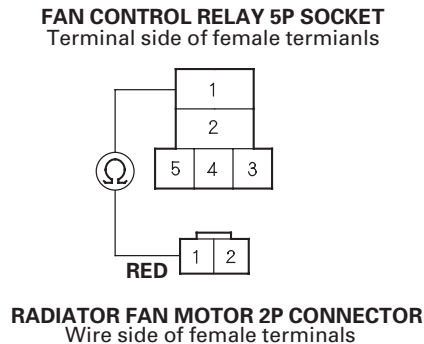 FAN CONTROL RELAY 5P SOCKET
Terminal side of female termianls
1
2
5 4 3
Ω
1 2
RED
RADIATOR FAN MOTOR 2P CONNECTOR
Wire side of female terminals